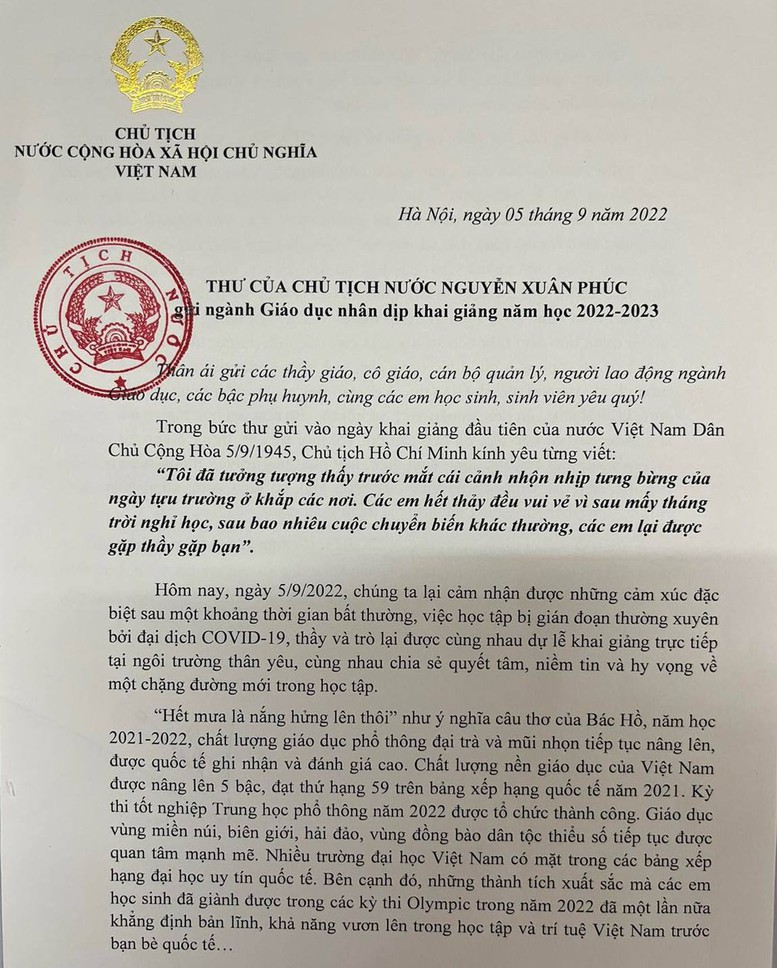 CHỦ TỊCH
NƯỚC CỘNG HÒA XÃ HỘI CHỦ NGHĨA
VIỆT NAM
Hà Nội, ngày 05 tháng 9 năm 2022
CHỦ TỊCH NƯỚC
THƯ CỦA CHỦ TỊCH NƯỚC NGUYỄN XUÂN PHÚC
gửi ngành Giáo dục nhân dịp khai giảng năm học 2022-2023
Thân ái gửi các thầy giáo, cô giáo, cán bộ quản lý, người lao động ngành
Giáo dục, các bậc phụ huynh, cùng các em học sinh, sinh viên yêu quý!
Trong bức thư gửi vào ngày khai giảng đầu tiên của nước Việt Nam Dân
Chủ Cộng Hòa 5/9/1945, Chủ tịch Hồ Chí Minh kính yêu từng viết:
“Tôi đã tưởng tượng thấy trước mắt cái cảnh nhộn nhịp tưng bừng của
ngày tựu trường ở khắp các nơi. Các em hết thảy đều vui vẻ vì sau mấy tháng
trời nghỉ học, sau bao nhiêu cuộc chuyển biến khác thường, các em lại được
gặp thầy gặp bạn”.
Hôm nay, ngày 5/9/2022, chúng ta lại cảm nhận được những cảm xúc đặc
biệt sau một khoảng thời gian bất thường, việc học tập bị gián đoạn thường xuyên
bởi đại dịch COVID-19, thầy và trò lại được cùng nhau dự lễ khai giảng trực tiếp
tại ngôi trường thân yêu, cùng nhau chia sẻ quyết tâm, niềm tin và hy vọng về
một chặng đường mới trong học tập.
“Hết mưa là nắng hửng lên thôi” như ý nghĩa câu thơ của Bác Hồ, năm học
2021-2022, chất lượng giáo dục phổ thông đại trà và mũi nhọn tiếp tục nâng lên,
được quốc tế ghi nhận và đánh giá cao. Chất lượng nền giáo dục của Việt Nam
được nâng lên 5 bậc, đạt thứ hạng 59 trên bảng xếp hạng quốc tế năm 2021. Kỳ
thi tốt nghiệp Trung học phổ thông năm 2022 được tổ chức thành công. Giáo dục
vùng miền núi, biên giới, hải đảo, vùng đồng bào dân tộc thiểu số tiếp tục được
quan tâm mạnh mẽ. Nhiều trường đại học Việt Nam có mặt trong các bảng xếp
hạng đại học uy tín quốc tế. Bên cạnh đó, những thành tích xuất sắc mà các em
học sinh đã giành được trong các kỳ thi Olympic trong năm 2022 đã một lần nữa
khẳng định bản lĩnh, khả năng vươn lên trong học tập và trí tuệ Việt Nam trước
bạn bè quốc tế…